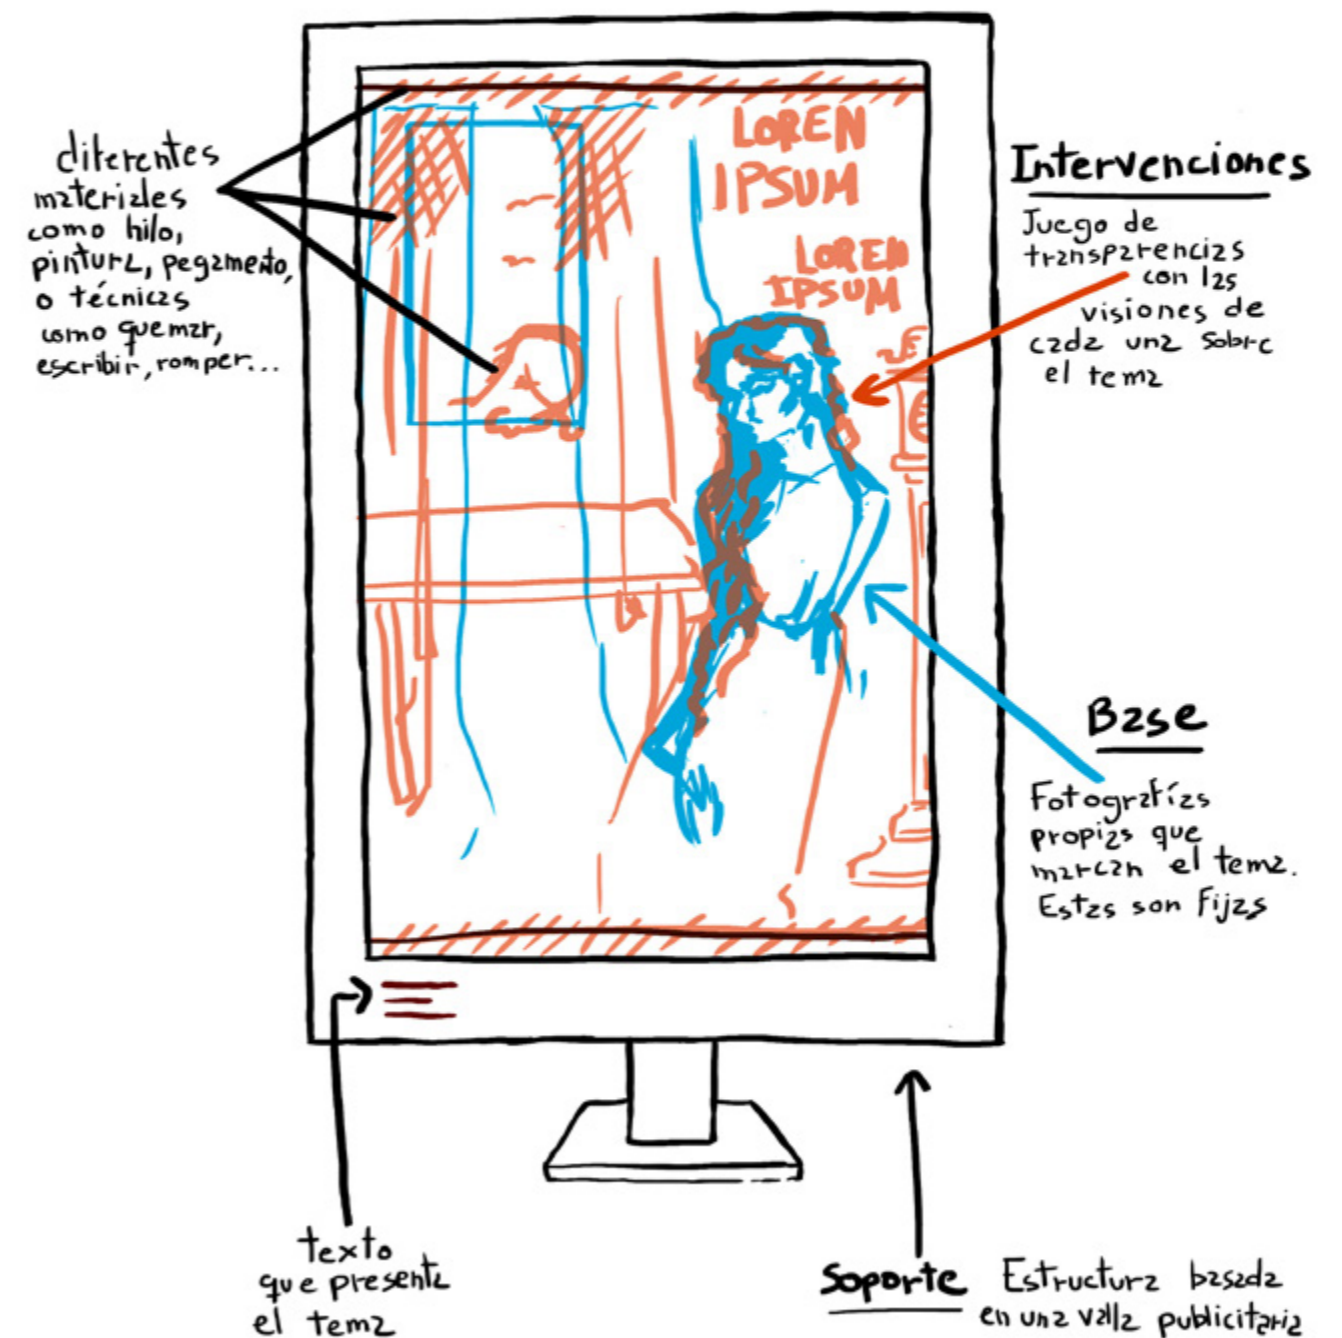 diferentes
materiales
como hilo,
pintura, pegamento,
o técnicas
como quemar,
escribir, romper...
LOREN
IPSUM
LOREN
IPSUM
Intervenciones
Juego de
transparencias
con las
visiones de
cada una sobre
el tema
Base
Fotografías
propias que
marcan el tema.
Estas son fijas
texto
que presenta
el tema
Soporte Estructura basada
en una valla publicitaria